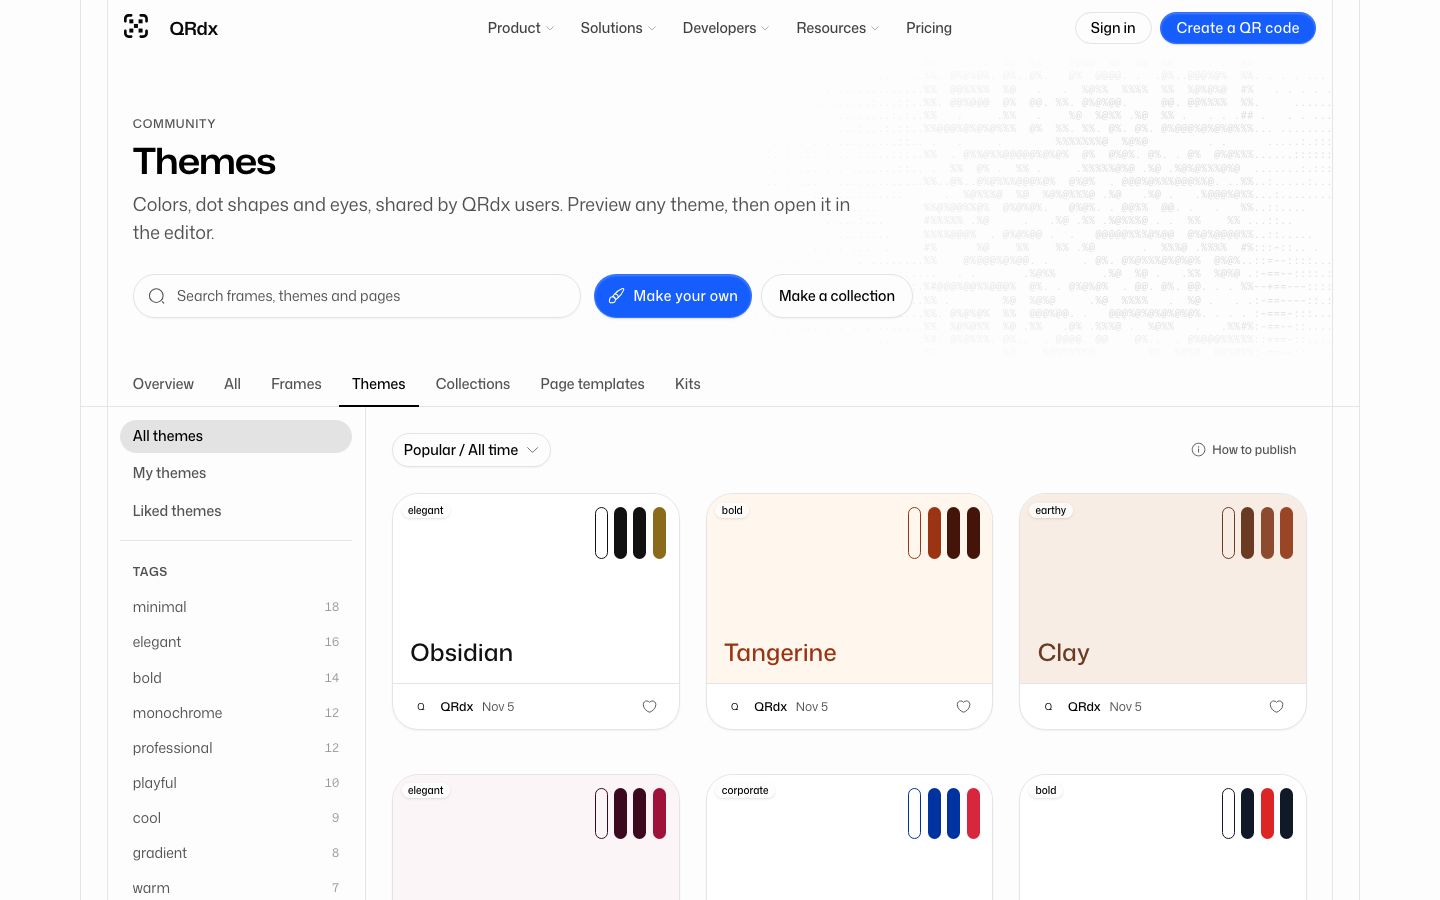 QRdx
Product
Solutions
Developers
Resources
Pricing
Sign in
Create a QR code
COMMUNITY
Themes
Colors, dot shapes and eyes, shared by QRdx users. Preview any theme, then open it in
the editor.
Search frames, themes and pages
Make your own
Make a collection
Overview
All
Frames
Themes
Collections
Page templates
Kits
All themes
My themes
Liked themes
TAGS
minimal 18
elegant 16
bold 14
monochrome 12
professional 12
playful 10
cool 9
gradient 8
warm 7
Popular / All time
How to publish
elegant
Obsidian
Q QRdx Nov 5
bold
Tangerine
Q QRdx Nov 5
earthy
Clay
Q QRdx Nov 5
elegant
corporate
bold